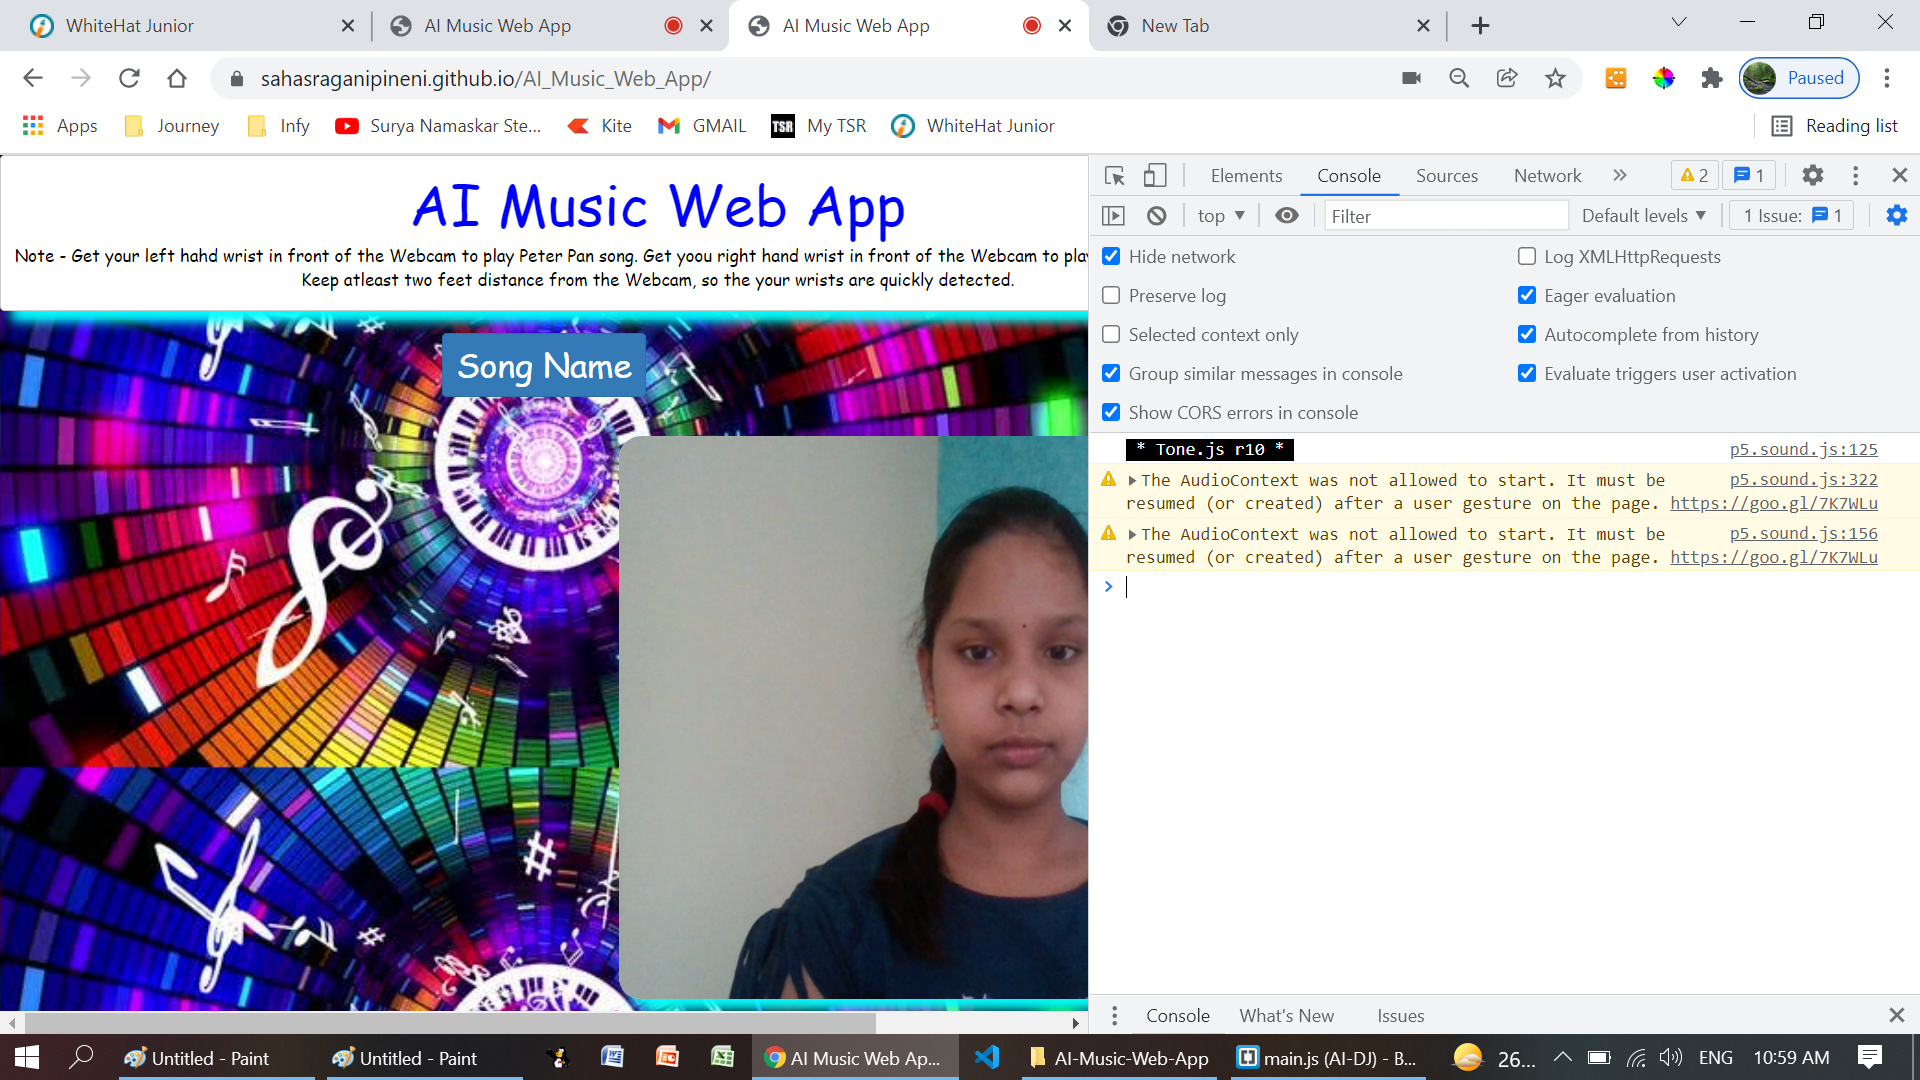 WhiteHat Junior
AI Music Web App
AI Music Web App
New Tab
sahasraganipineni.github.io/AI_Music_Web_App/
Paused
Apps
Journey
Infy
Surya Namaskar Ste...
Kite
GMAIL
TSR My TSR
WhiteHat Junior
Reading list
AI Music Web App
Note - Get your left hahd wrist in front of the Webcam to play Peter Pan song. Get yoou right hand wrist in front of the Webcam to play
Keep atleast two feet distance from the Webcam, so the your wrists are quickly detected.
Song Name
Elements Console Sources Network 2 1
top Filter Default levels 1 Issue: 1
Hide network
Log XMLHttpRequests
Preserve log
Eager evaluation
Selected context only
Autocomplete from history
Group similar messages in console
Evaluate triggers user activation
Show CORS errors in console
* Tone.js r10 * p5.sound.js:125
The AudioContext was not allowed to start. It must be p5.sound.js:322
resumed (or created) after a user gesture on the page. https://goo.gl/7K7WLu
The AudioContext was not allowed to start. It must be p5.sound.js:156
resumed (or created) after a user gesture on the page. https://goo.gl/7K7WLu
Console What's New Issues
Untitled - Paint
Untitled - Paint
AI Music Web Ap...
AI-Music-Web-App
main.js (AI-DJ) - B...
26...
ENG
10:59 AM